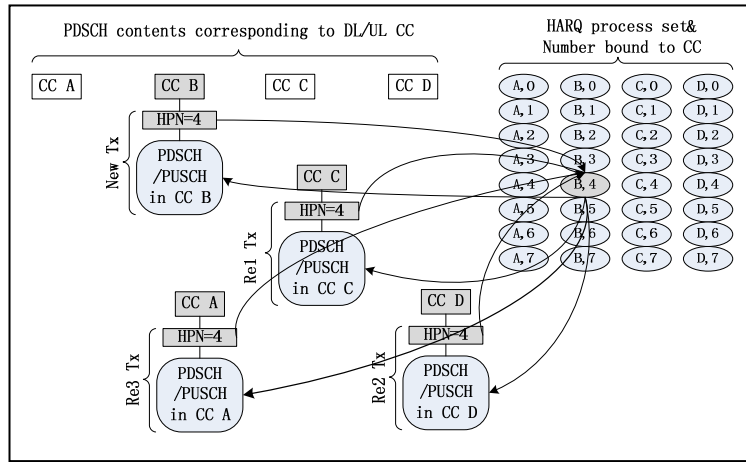 PDSCH contents corresponding to DL/UL CC
HARQ process set&
Number bound to CC
CC A
CC B
CC C
CC D
A,0 B,0 C,0 D,0
A,1 B,1 C,1 D,1
A,2 B,2 C,2 D,2
A,3 B,3 C,3 D,3
A,4 B,4 C,4 D,4
A,5 B,5 C,5 D,5
A,6 B,6 C,6 D,6
A,7 B,7 C,7 D,7
New Tx
HPN=4
PDSCH
/PUSCH
in CC B
CC C
Re1 Tx
HPN=4
PDSCH
/PUSCH
in CC C
CC A
Re3 Tx
HPN=4
PDSCH
/PUSCH
in CC A
CC D
Re2 Tx
HPN=4
PDSCH
/PUSCH
in CC D